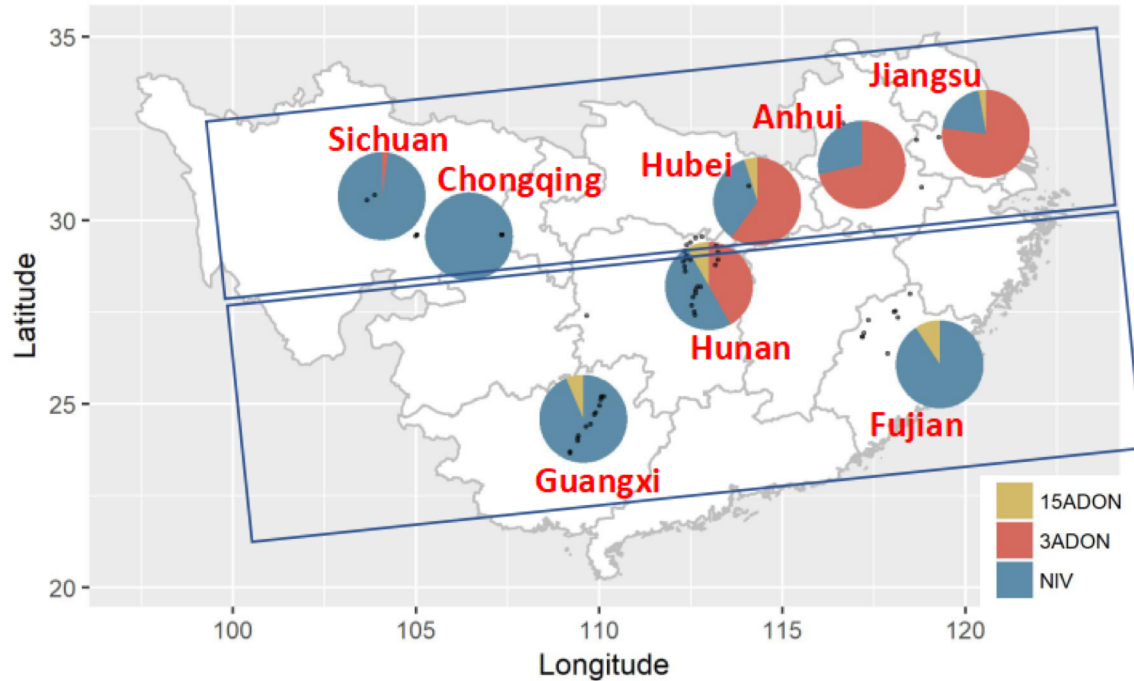 35
30
25
20
Latitude
Jiangsu
Anhui
Sichuan
Hubei
Chongqing
Hunan
Fujian
Guangxi
15ADON
3ADON
NIV
100
105
110
115
120
Longitude